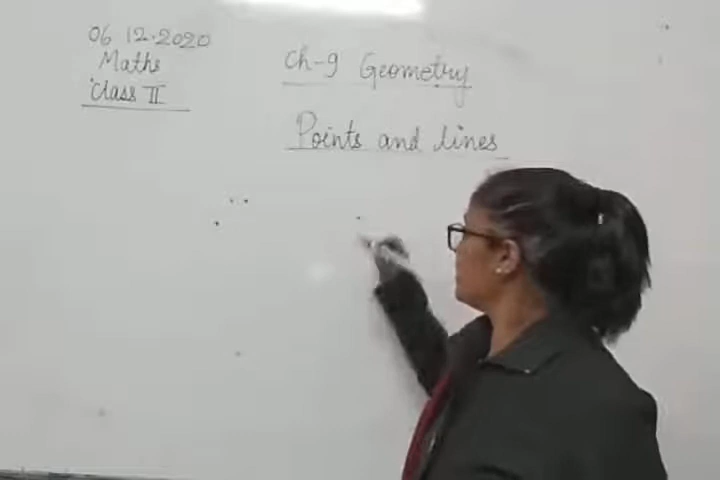 06 12.2020
Maths
Class II
Ch-9 Geometry
Points and lines